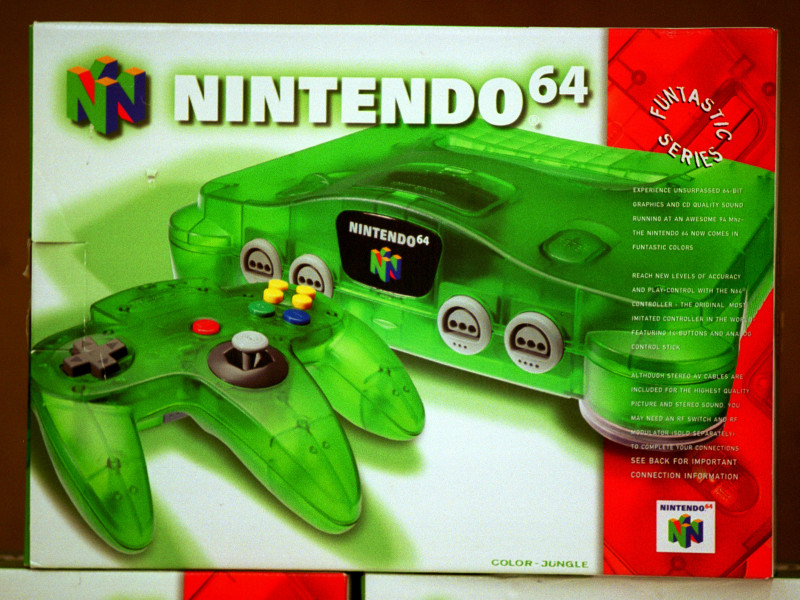 NINTENDO64
FUNTASTIC
SERIES
EXPERIENCE UNSURPASSED 64-BIT
GRAPHICS AND CD QUALITY SOUND
RUNNING AT AN AWESOME 94 Mhz-
THE NINTENDO 64 NOW COMES IN
FUNTASTIC COLORS
REACH NEW LEVELS OF ACCURACY
AND PLAY-CONTROL WITH THE N64
CONTROLLER - THE ORIGINAL, MOST
IMITATED CONTROLLER IN THE WORLD
FEATURING 14-BUTTONS AND ANALOG
CONTROL STICK
ALTHOUGH STEREO AV CABLES ARE
INCLUDED FOR THE HIGHEST QUALITY
PICTURE AND STEREO SOUND, YOU
MAY NEED AN RF SWITCH AND RF
MODULATOR (SOLD SEPARATELY)
TO COMPLETE YOUR CONNECTIONS
SEE BACK FOR IMPORTANT
CONNECTION INFORMATION
NINTENDO64
NINTENDO64
COLOR-JUNGLE